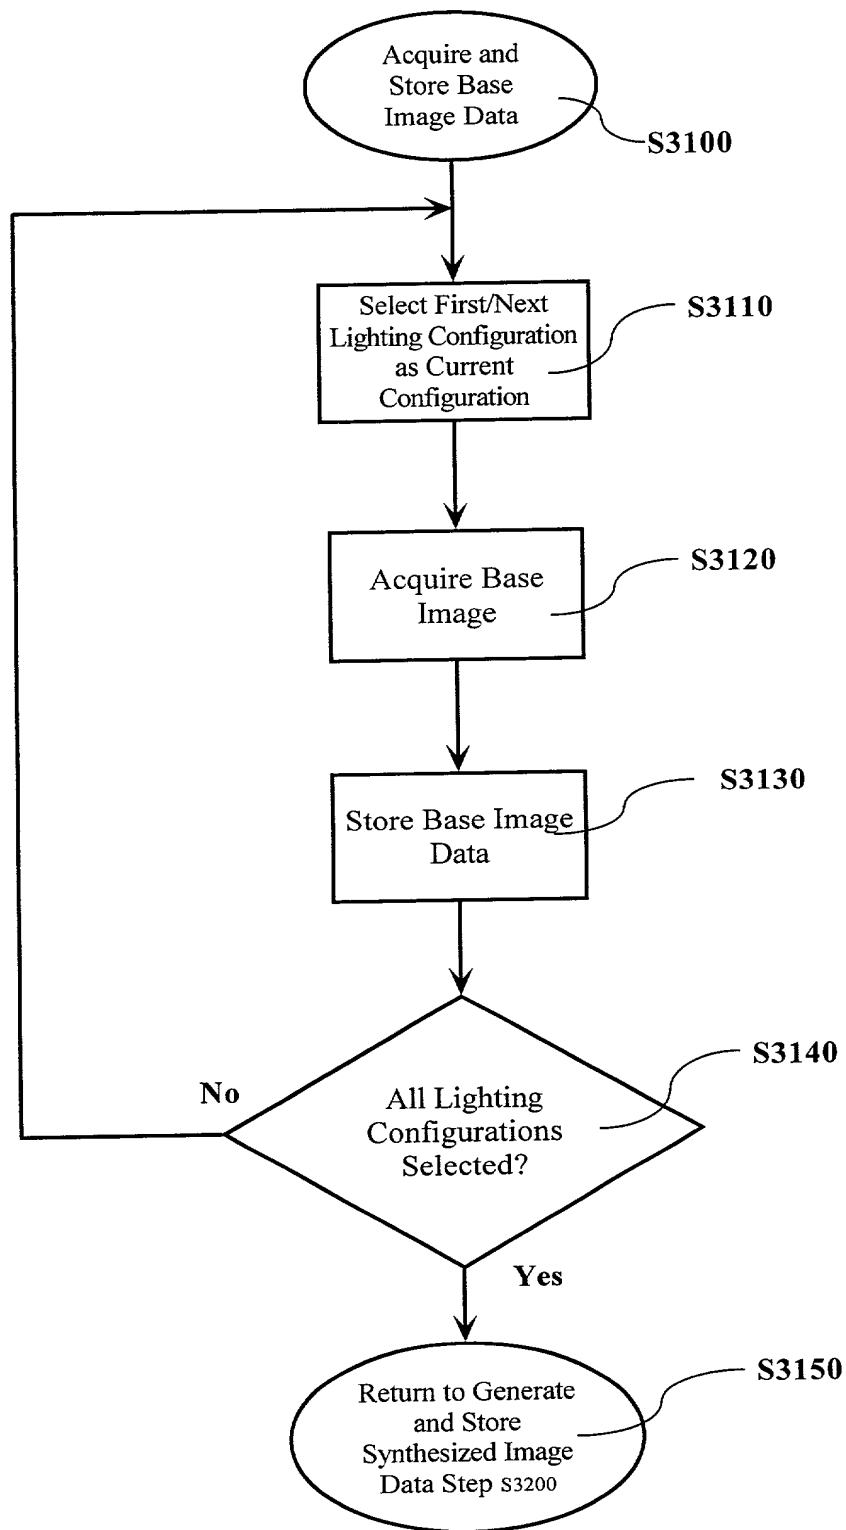 Acquire and
Store Base
Image Data
S3100
Select First/Next
Lighting Configuration
as Current
Configuration
S3110
Acquire Base
Image
S3120
Store Base Image
Data
S3130
All Lighting
Configurations
Selected?
S3140
No
Yes
Return to Generate
and Store
Synthesized Image
Data Step S3200
S3150